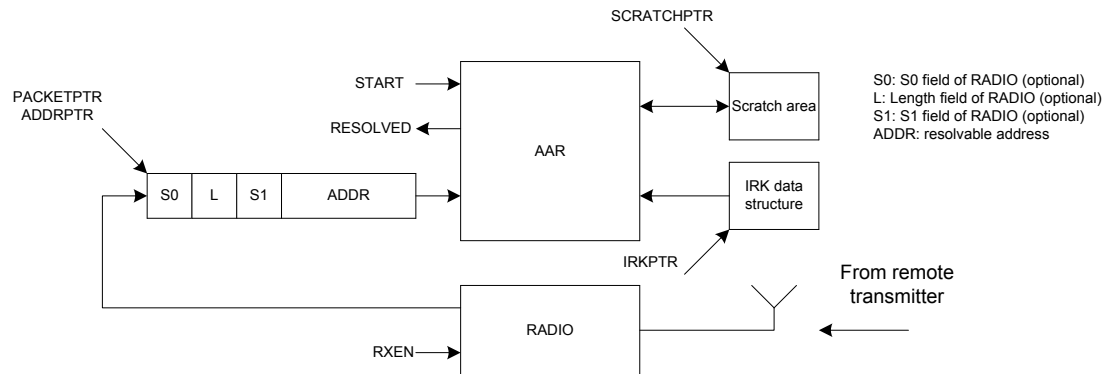 SCRATCHPTR
S0: S0 field of RADIO (optional)
L: Length field of RADIO (optional)
S1: S1 field of RADIO (optional)
ADDR: resolvable address
START
PACKETPTR
ADDRPTR
Scratch area
RESOLVED
AAR
S0
L
S1
ADDR
IRK data
structure
IRKPTR
From remote
transmitter
RADIO
RXEN